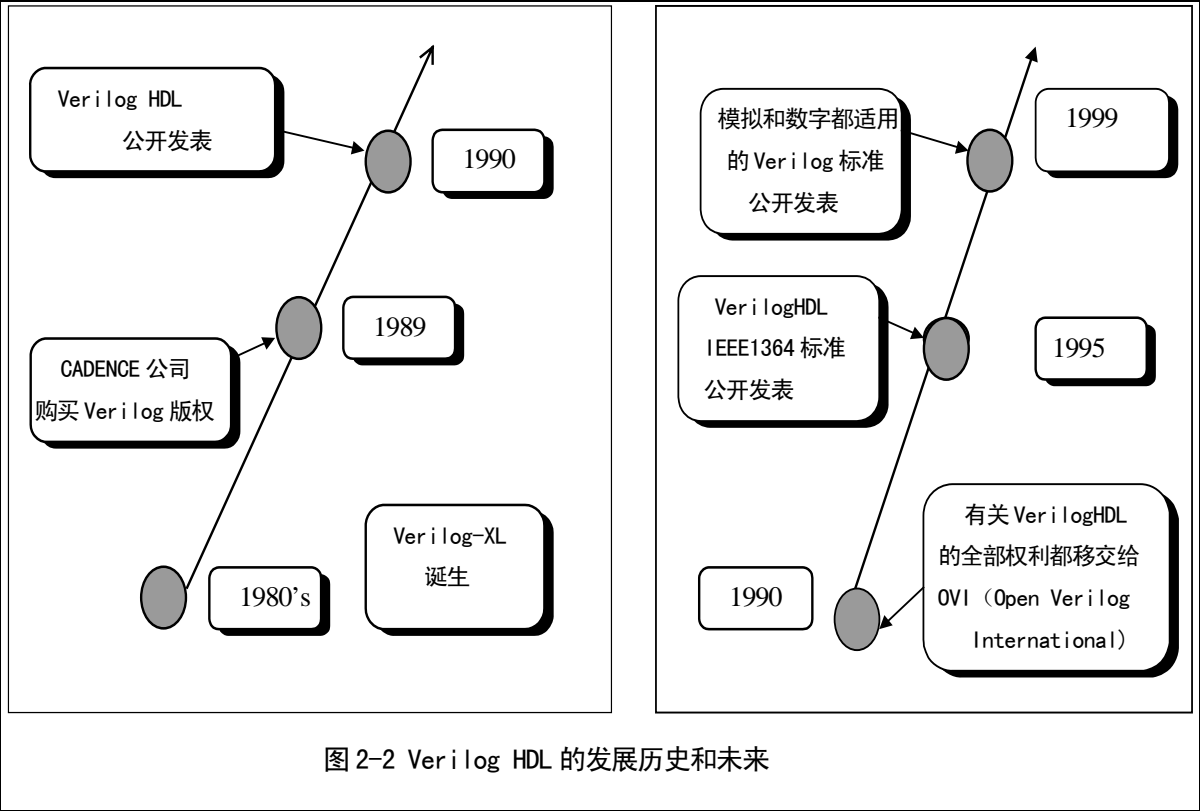 Verilog HDL
公开发表
1990
1989
CADENCE 公司
购买 Verilog 版权
Verilog-XL
诞生
1980's
模拟和数字都适用
的 Verilog 标准
公开发表
1999
VerilogHDL
IEEE1364 标准
公开发表
1995
有关 VerilogHDL
的全部权利都移交给
OVI（Open Verilog
International)
1990
图 2-2 Verilog HDL 的发展历史和未来